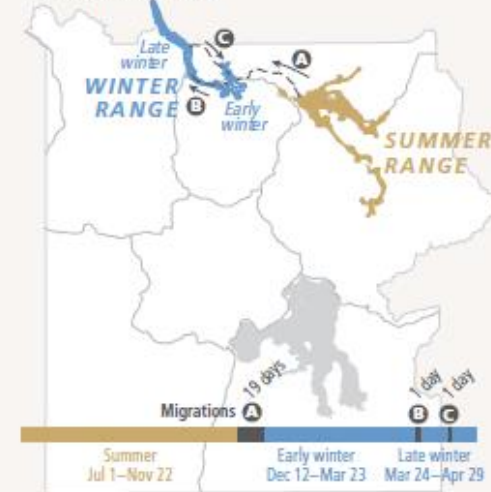 C
Late
winter
A
WINTER
RANGE
B
Early
winter
SUMMER
RANGE
19 days
1 day
1 day
Migrations A
B
C
Summer
Jul 1–Nov 22
Early winter
Dec 12–Mar 23
Late winter
Mar 24–Apr 29